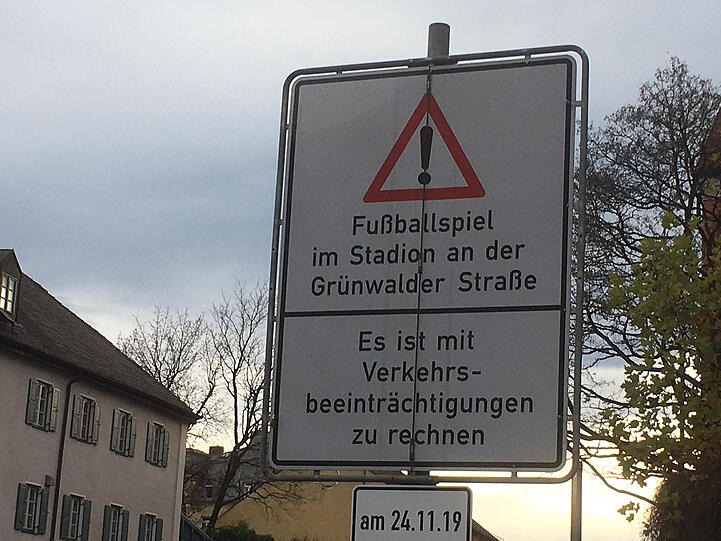 Fußballspiel
im Stadion an der
Grünwalder Straße
Es ist mit
Verkehrs-
beeinträchtigungen
zu rechnen
am 24.11.19